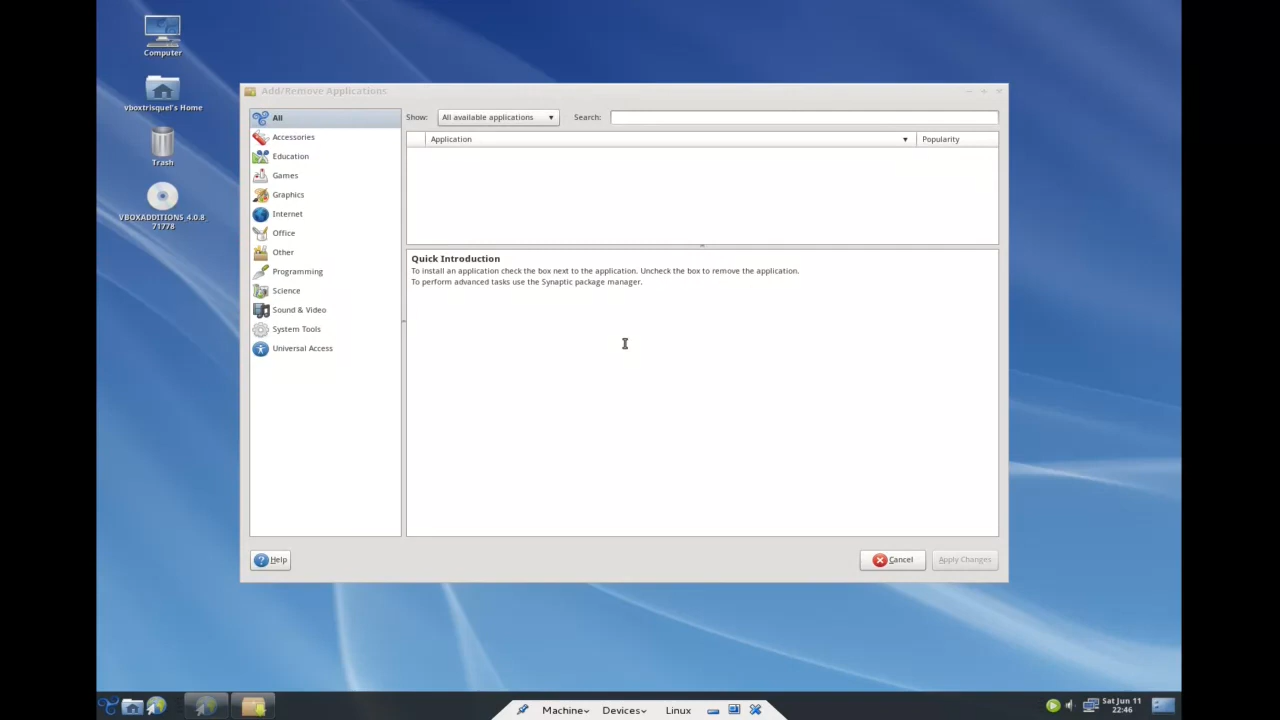 Computer
vboxtrisquel's Home
Trash
VBOXADDITIONS_4.0.8_
71778
Add/Remove Applications
All
Accessories
Education
Games
Graphics
Internet
Office
Other
Programming
Science
Sound & Video
System Tools
Universal Access
Show: All available applications Search:
Application Popularity
Quick Introduction
To install an application check the box next to the application. Uncheck the box to remove the application.
To perform advanced tasks use the Synaptic package manager.
Help Cancel Apply Changes
Machine Devices Linux
Sat Jun 11
22:46